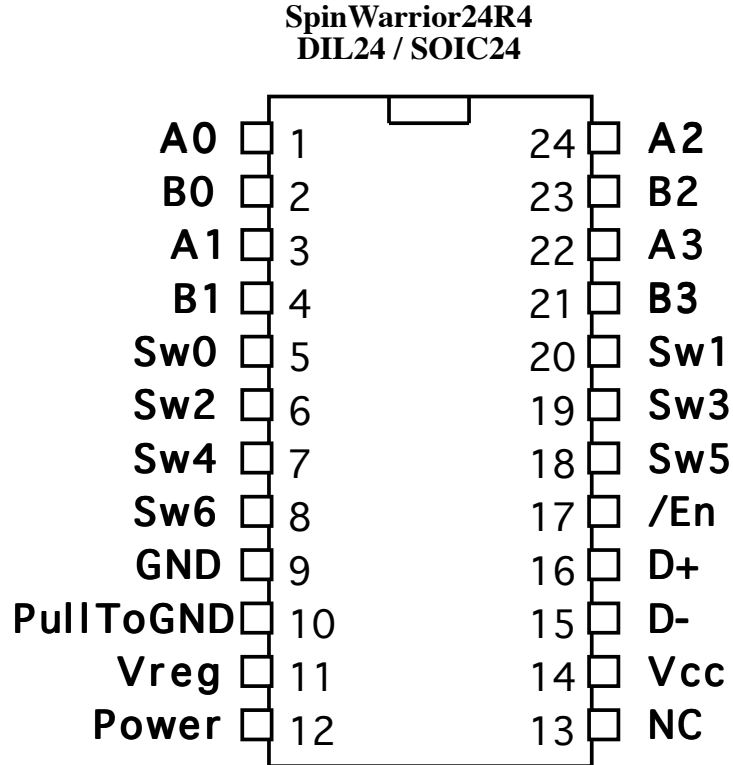 SpinWarrior24R4
DIL24 / SOIC24
A0 1 24 A2
B0 2 23 B2
A1 3 22 A3
B1 4 21 B3
Sw0 5 20 Sw1
Sw2 6 19 Sw3
Sw4 7 18 Sw5
Sw6 8 17 /En
GND 9 16 D+
PullToGND 10 15 D-
Vreg 11 14 Vcc
Power 12 13 NC